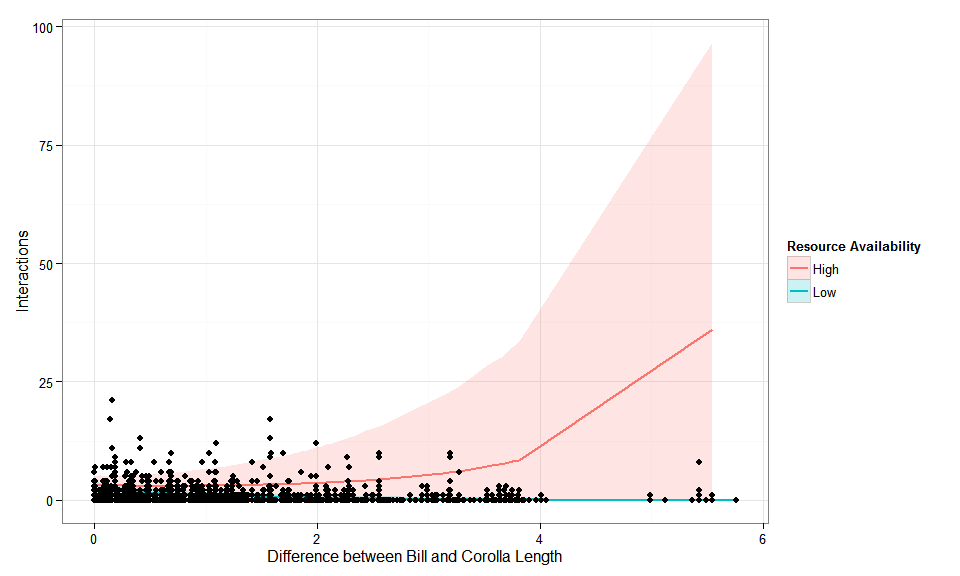 100
75
50
25
0
Interactions
0
2
4
6
Difference between Bill and Corolla Length
Resource Availability
High
Low